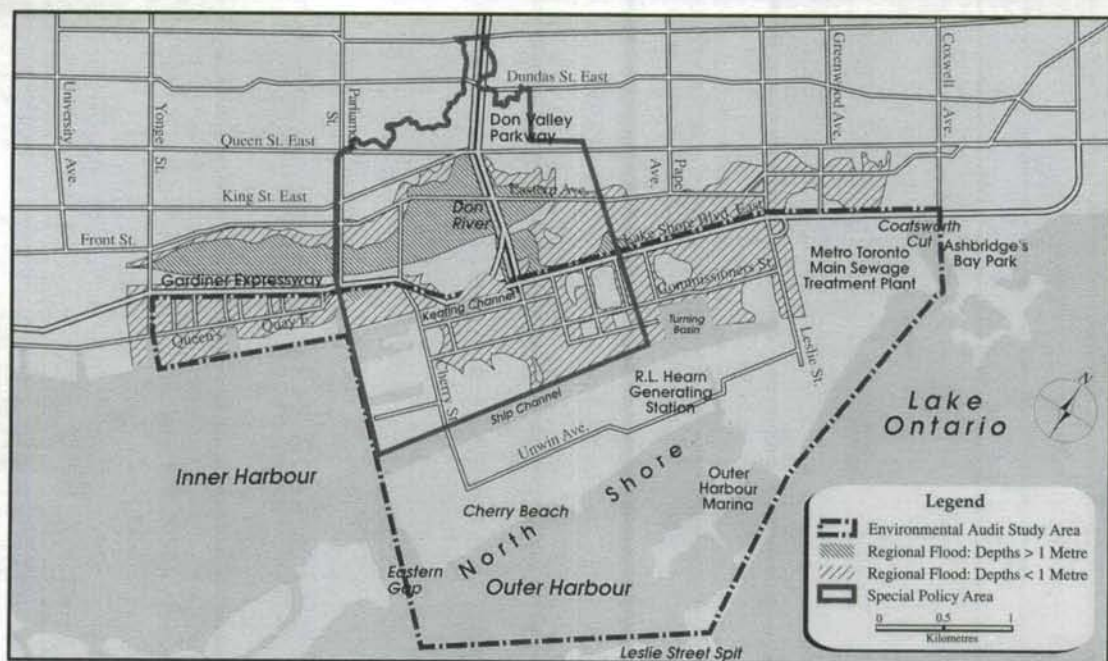 Dundas St. East
Don Valley
Parkway
University
Ave.
Yonge St.
Parliament
St.
Queen St. East
Pape
Ave.
Greenwood Ave.
Coxwell Ave.
King St. East
Eastern Ave.
Don
River
Front St.
Lake Shore Blvd. East
Coatsworth
Cut
Ashbridge's
Bay Park
Metro Toronto
Main Sewage
Treatment Plant
Gardiner Expressway
Keating Channel
Commissioners St.
Queen's Quay E.
Turning
Basin
Leslie St.
Cherry St.
R.L. Hearn
Generating
Station
Ship Channel
Unwin Ave.
Lake
Ontario
N
Inner Harbour
Outer
Harbour
Marina
Cherry Beach
North Shore
Eastern
Gap
Outer Harbour
Leslie Street Spit
Legend
Environmental Audit Study Area
Regional Flood: Depths > 1 Metre
Regional Flood: Depths < 1 Metre
Special Policy Area
0 0.5 1
Kilometres